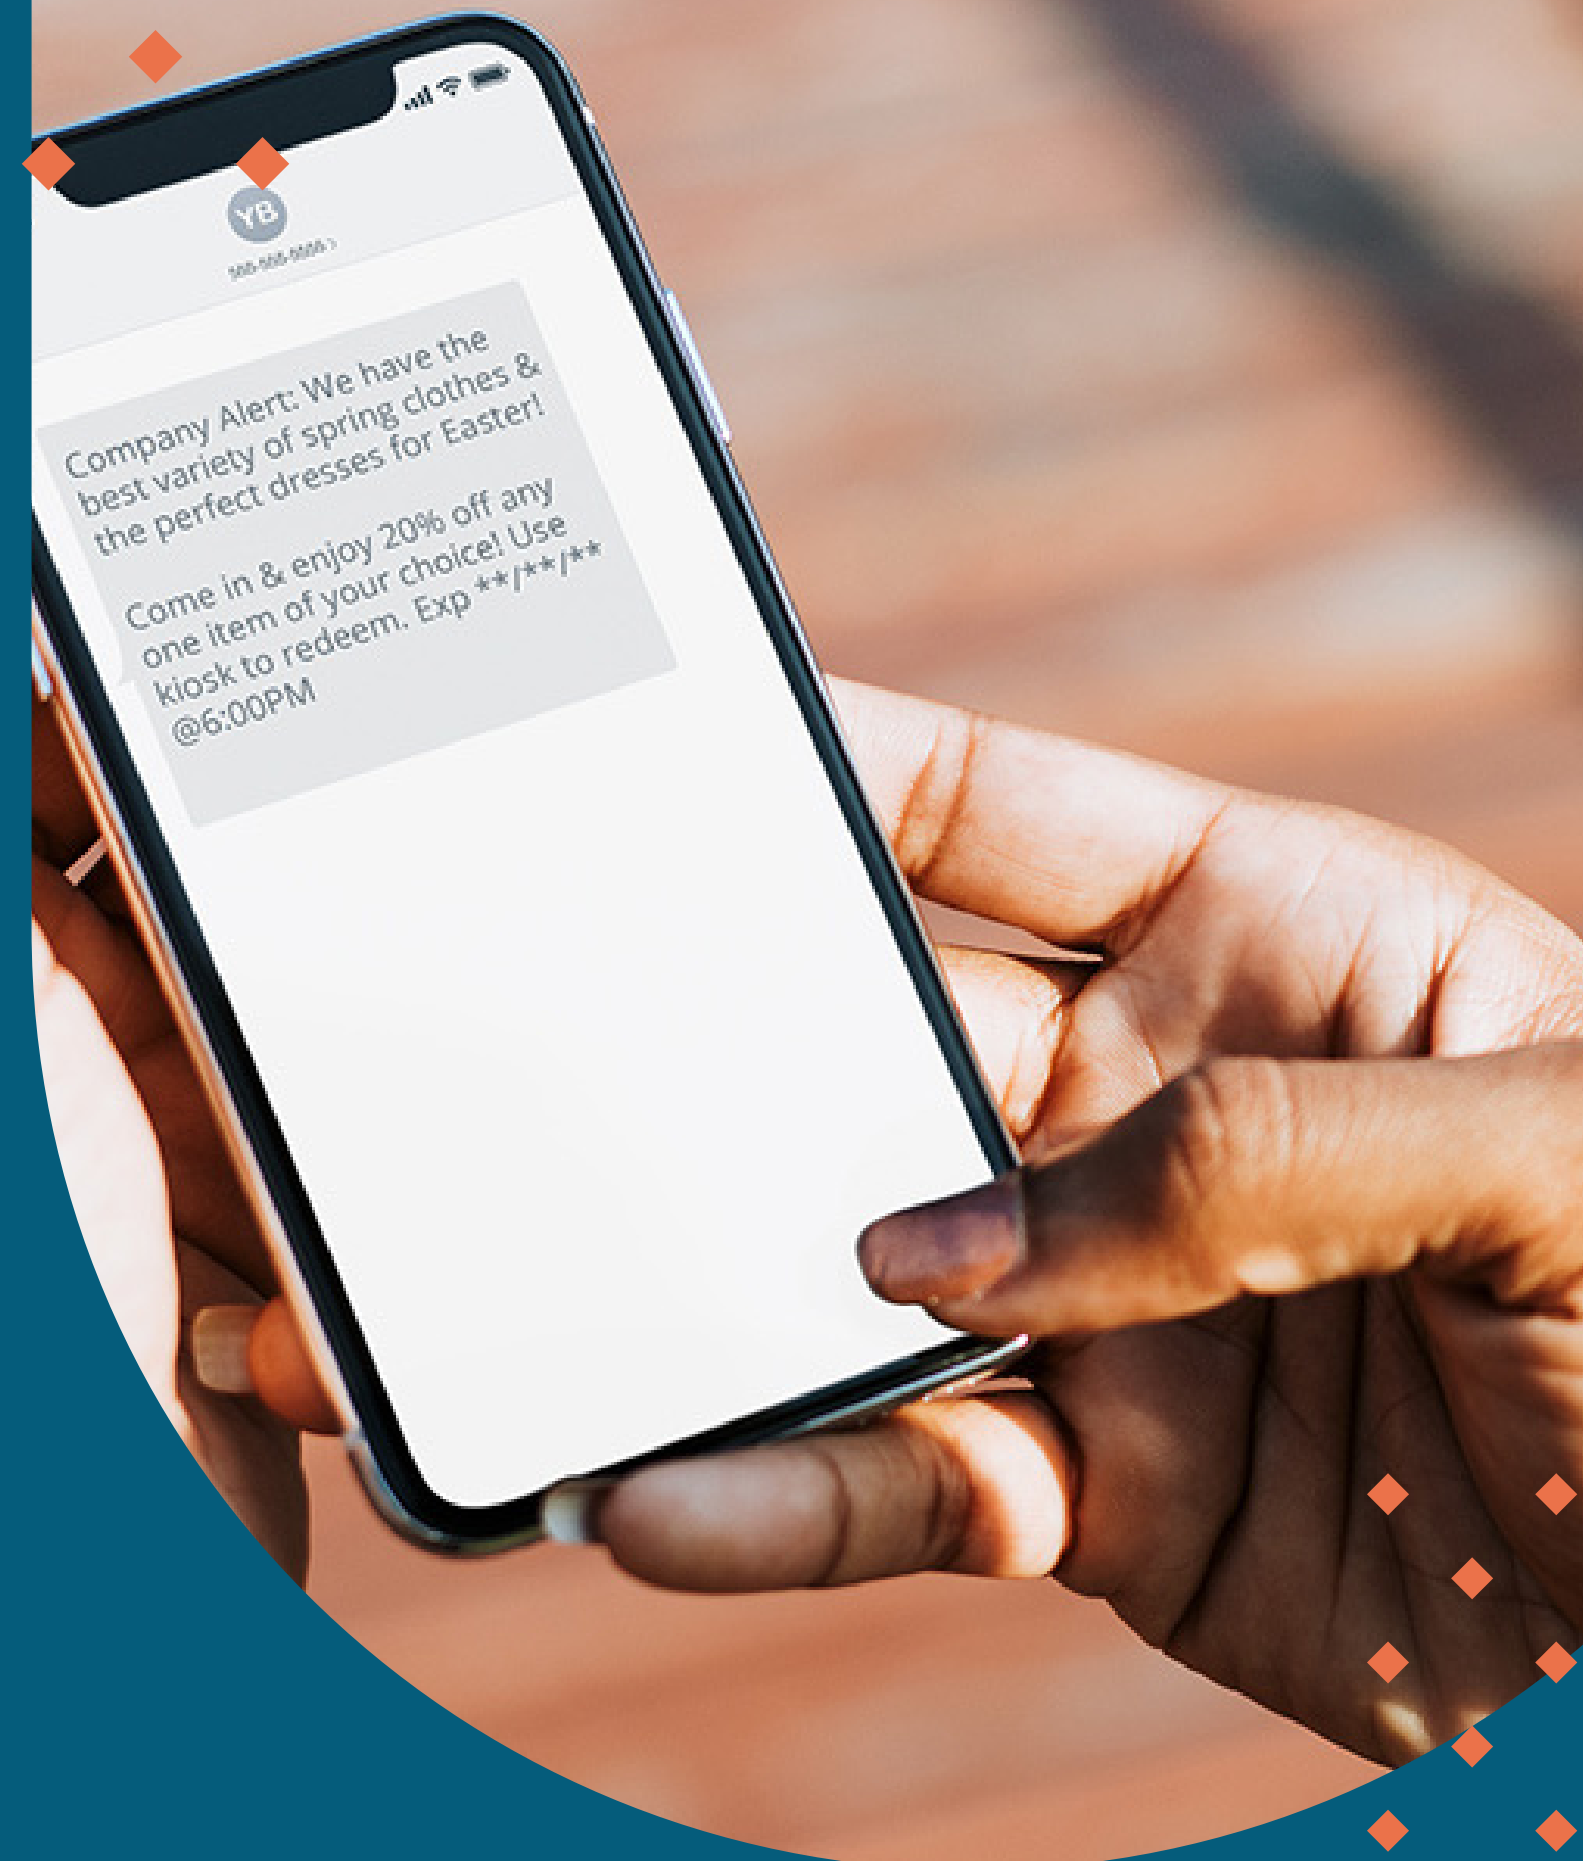 YB
Company Alert: We have the
best variety of spring clothes &
the perfect dresses for Easter!
Come in & enjoy 20% off any
one item of your choice! Use
kiosk to redeem. Exp **/**/**
@6:00PM